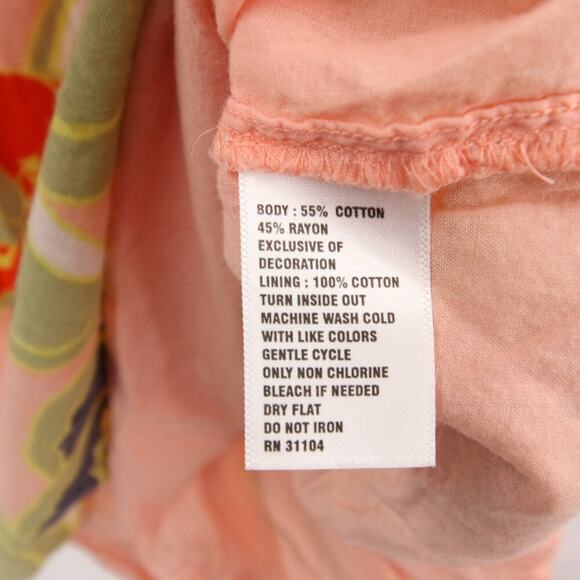 BODY : 55% COTTON
45% RAYON
EXCLUSIVE OF
DECORATION
LINING : 100% COTTON
TURN INSIDE OUT
MACHINE WASH COLD
WITH LIKE COLORS
GENTLE CYCLE
ONLY NON CHLORINE
BLEACH IF NEEDED
DRY FLAT
DO NOT IRON
RN 31104